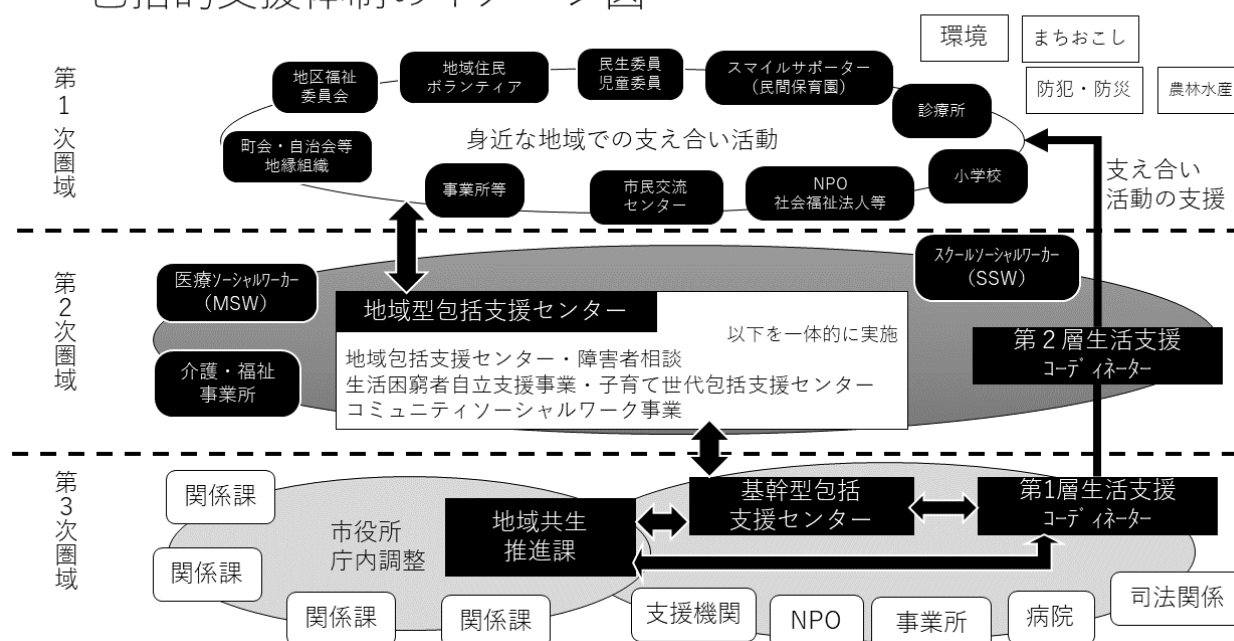 包括的支援体制のイメージ図
環境
まちおこし
防犯・防災
農林水産
第1次圏域
地区福祉
委員会
地域住民
ボランティア
民生委員
児童委員
スマイルサポーター
(民間保育園)
診療所
町会・自治会等
地縁組織
身近な地域での支え合い活動
事業所等
市民交流
センター
NPO
社会福祉法人等
小学校
支え合い
活動の支援
第2次圏域
医療ソーシャルワーカー
(MSW)
スクールソーシャルワーカー
(SSW)
介護・福祉
事業所
地域型包括支援センター
以下を一体的に実施
地域包括支援センター・障害者相談
生活困窮者自立支援事業・子育て世代包括支援センター
コミュニティソーシャルワーク事業
第２層生活支援
コーディネーター
第3次圏域
関係課
関係課
関係課
関係課
市役所
庁内調整
地域共生
推進課
基幹型包括
支援センター
第1層生活支援
コーディネーター
支援機関
NPO
事業所
病院
司法関係